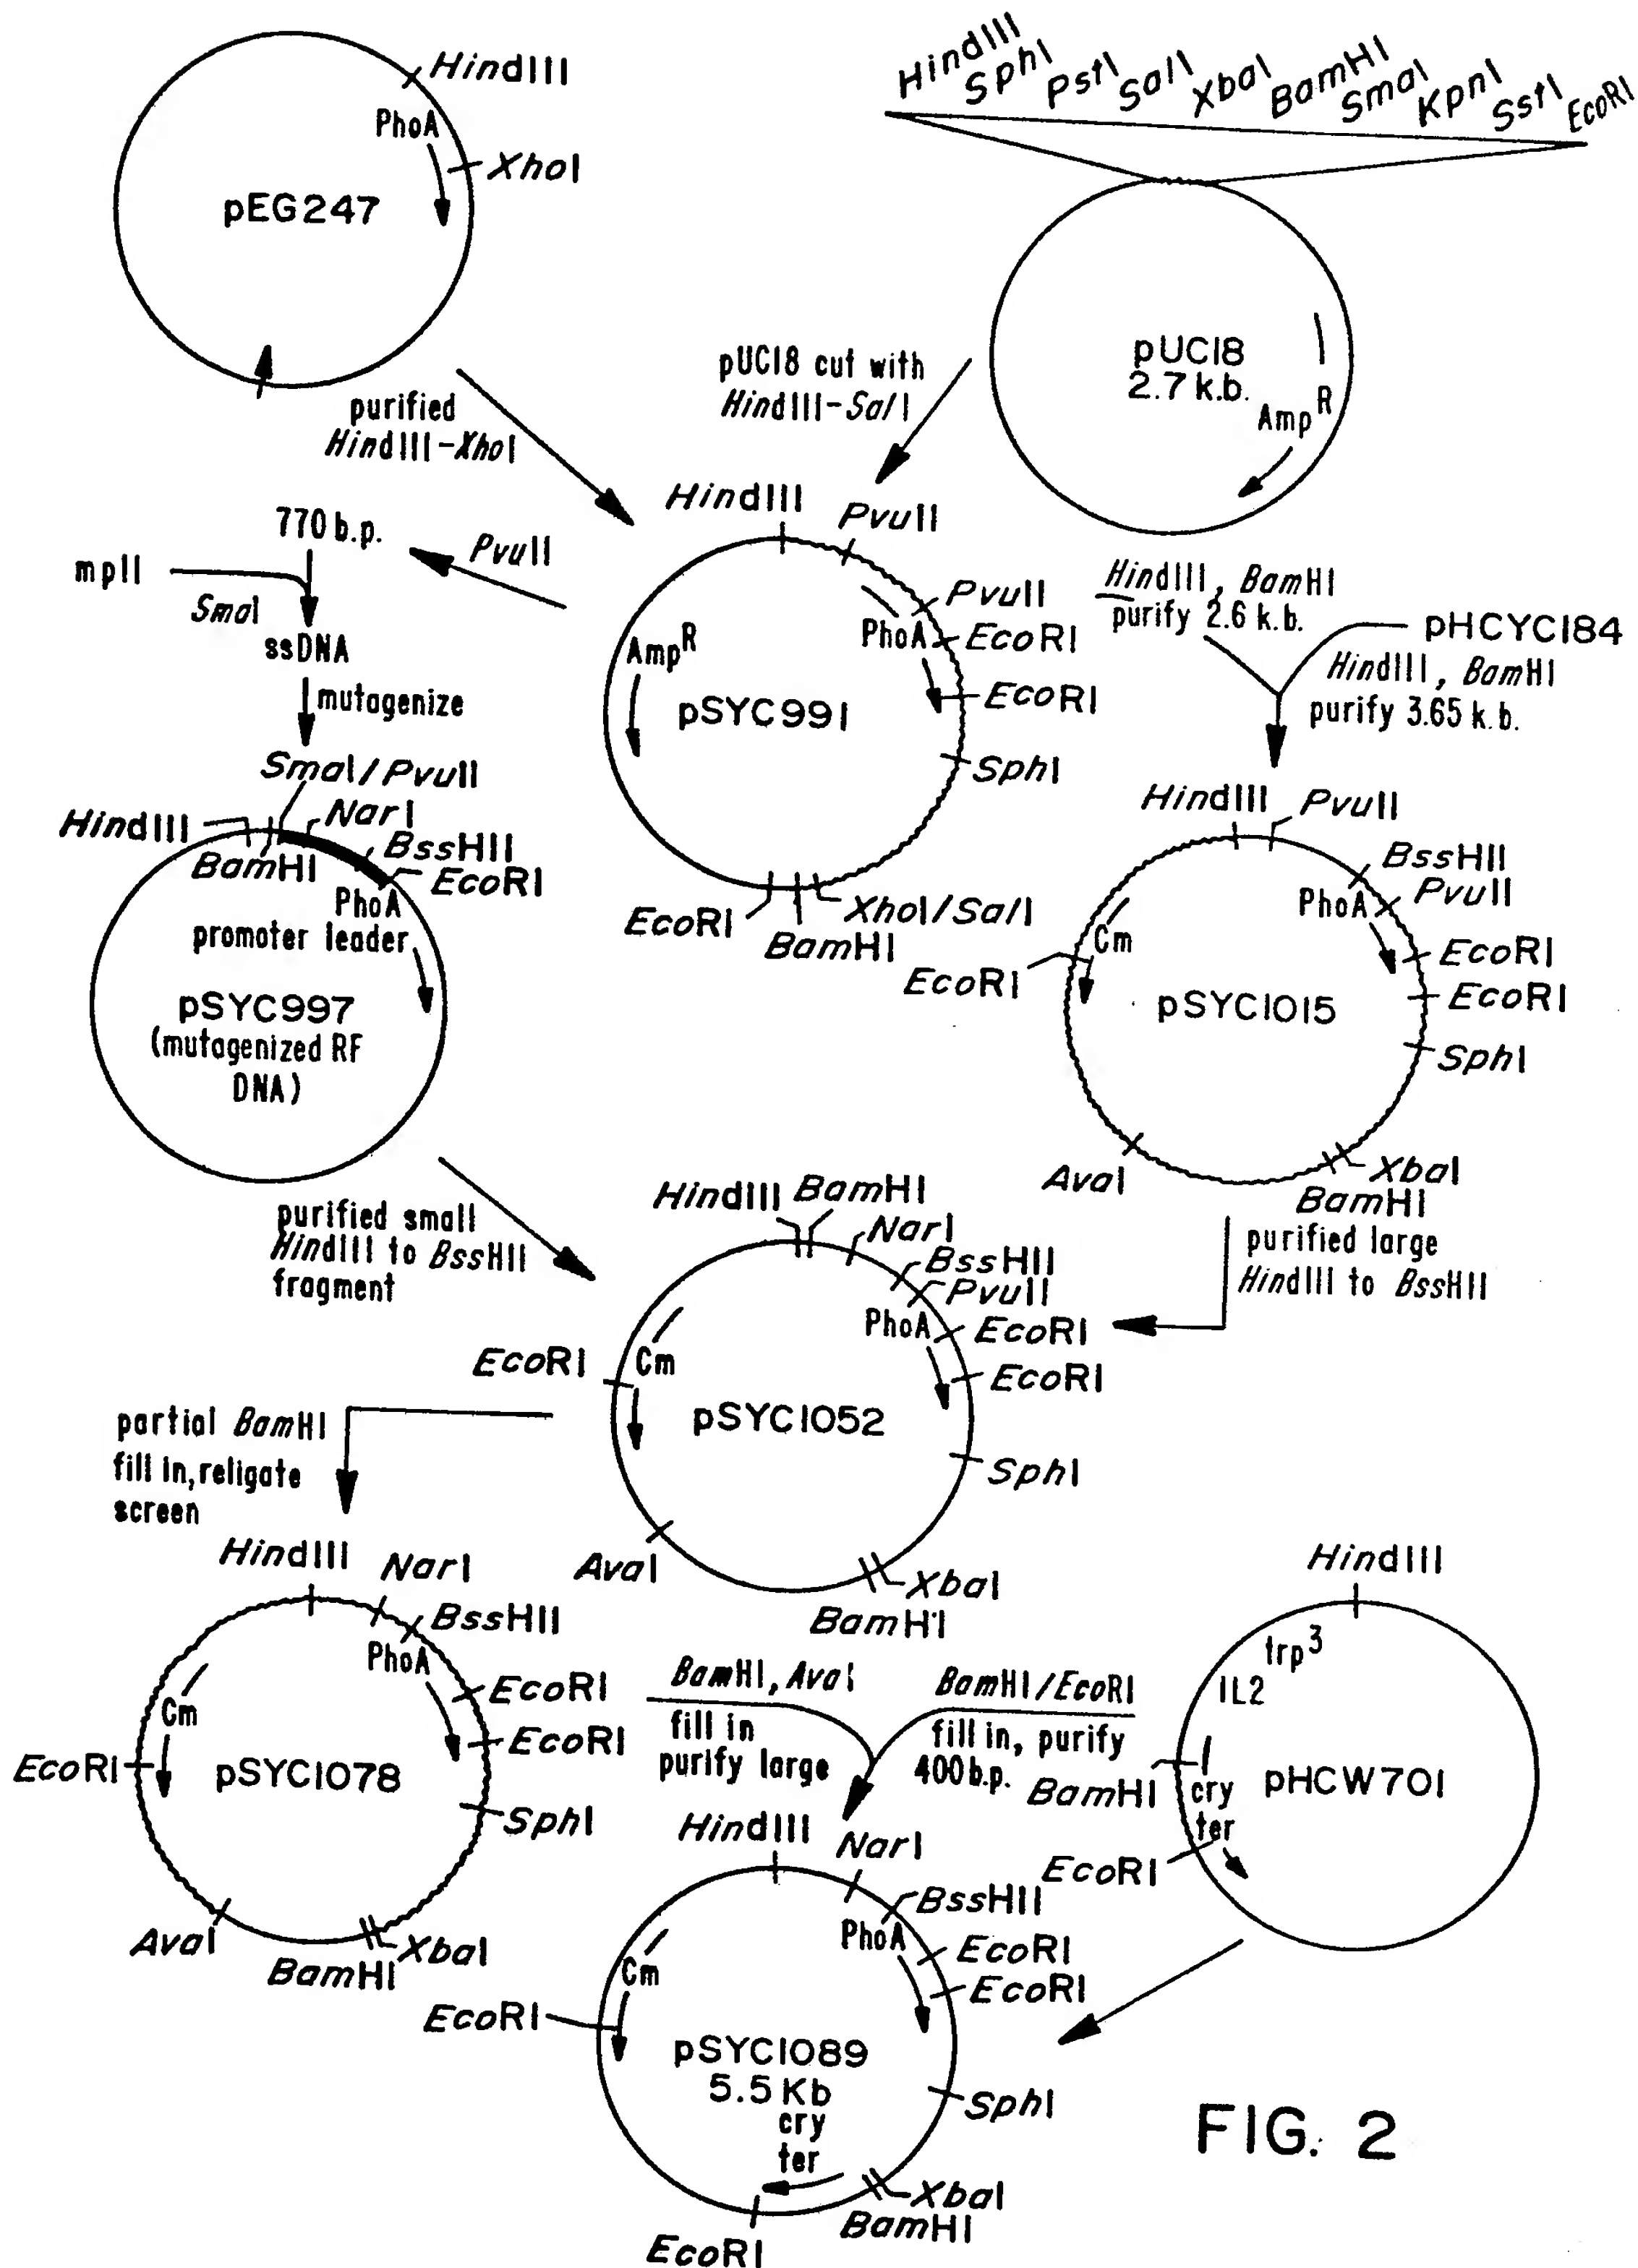 HindIII
PhoA
XhoI
pEG247
HindIII
SphI
PstI
SalI
XbaI
BamHI
SmaI
KpnI
SstI
EcoRI
pUC18
2.7 k.b.
Amp R
purified
HindIII-XhoI
pUC18 cut with
HindIII-SalI
HindIII
PvuII
PvuII
PhoA
EcoRI
EcoRI
AmpR
pSYC991
SphI
XhoI/SalI
BamHI
EcoRI
PvuII
770 b.p.
mp11
SmaI
ssDNA
mutagenize
HindIII, BamHI
purify 2.6 k.b.
pHCYC184
HindIII, BamHI
purify 3.65 k.b.
SmaI/PvuII
HindIII
NarI
BamHI
BssHII
EcoRI
PhoA
promoter leader
pSYC997
(mutagenized RF
DNA)
HindIII
PvuII
BssHII
PhoA
PvuII
Cm
EcoRI
EcoRI
EcoRI
pSYC1015
SphI
AvaI
XbaI
BamHI
purified small
HindIII to BssHII
fragment
purified large
HindIII to BssHII
HindIII
BamHI
NarI
BssHII
PvuII
PhoA
EcoRI
EcoRI
Cm
EcoRI
pSYC1052
SphI
AvaI
XbaI
BamHI
partial BamHI
fill in, religate
screen
HindIII
NarI
BssHII
PhoA
EcoRI
EcoRI
Cm
EcoRI
pSYC1078
SphI
AvaI
XbaI
BamHI
BamHI, AvaI
fill in
purify large
BamHI/EcoRI
fill in, purify
400 b.p.
HindIII
trp3
IL2
BamHI
cry
ter
pHCW701
EcoRI
HindIII
NarI
BssHII
PhoA
EcoRI
EcoRI
Cm
EcoRI
pSYC1089
5.5 Kb
cry
ter
SphI
XbaI
BamHI
EcoRI
FIG. 2